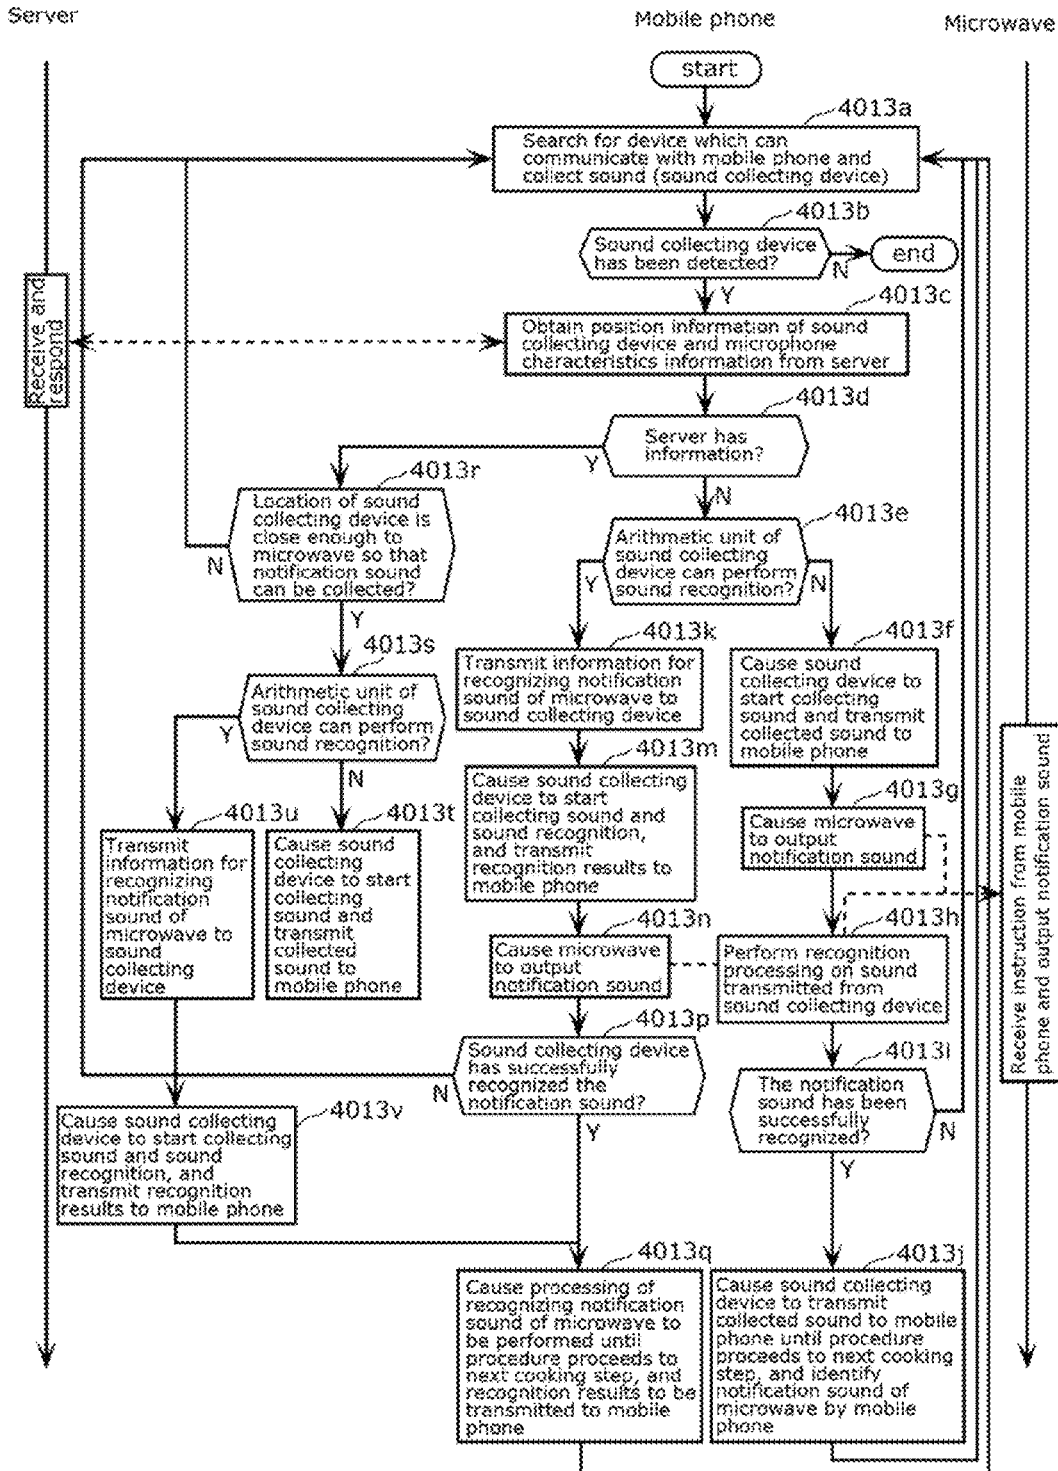 Server
Mobile phone
Microwave
start
4013a
Search for device which can
communicate with mobile phone and
collect sound (sound collecting device)
4013b
Sound collecting device
has been detected?
N
end
Y
4013c
Receive and
respond
Obtain position information of sound
collecting device and microphone
characteristics information from server
4013d
Server has
information?
Y
N
4013r
Location of sound
collecting device is
close enough to
microwave so that
notification sound
can be collected?
N
Y
4013e
Arithmetic unit of
sound collecting
device can perform
sound recognition?
Y
N
4013s
Arithmetic unit of
sound collecting
device can perform
sound recognition?
Y
N
4013k
Transmit information for
recognizing notification
sound of microwave to
sound collecting device
4013f
Cause sound
collecting device to
start collecting
sound and transmit
collected sound to
mobile phone
4013m
Cause sound collecting
device to start
collecting sound and
sound recognition,
and transmit
recognition results to
mobile phone
4013g
Cause microwave
to output
notification sound
Receive instruction from mobile
phone and output notification sound
4013u
Transmit
information for
recognizing
notification
sound of
microwave to
sound
collecting
device
4013t
Cause sound
collecting
device to start
collecting
sound and
transmit
collected
sound to
mobile phone
4013n
Cause microwave
to output
notification sound
4013h
Perform recognition
processing on sound
transmitted from
sound collecting device
4013p
Sound collecting device
has successfully
recognized the
notification sound?
N
Y
4013i
The notification
sound has been
successfully
recognized?
N
Y
4013v
Cause sound collecting
device to start collecting
sound and sound
recognition, and
transmit recognition
results to mobile phone
4013q
Cause processing of
recognizing notification
sound of microwave to
be performed until
procedure proceeds to
next cooking step, and
recognition results to be
transmitted to mobile
phone
4013j
Cause sound collecting
device to transmit
collected sound to mobile
phone until procedure
proceeds to next cooking
step, and identify
notification sound of
microwave by mobile
phone